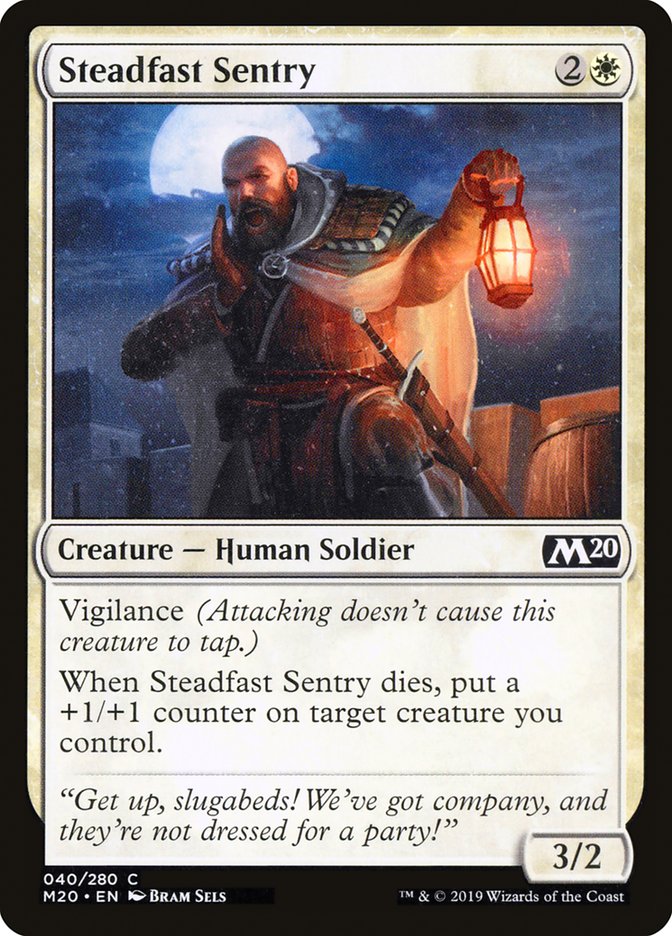 Steadfast Sentry 2
Creature — Human Soldier M20
Vigilance (Attacking doesn't cause this
creature to tap.)
When Steadfast Sentry dies, put a
+1/+1 counter on target creature you
control.
“Get up, slugabeds! We've got company, and
they're not dressed for a party!”
3/2
040/280 C
M20 • EN Bram Sels ™ & © 2019 Wizards of the Coast